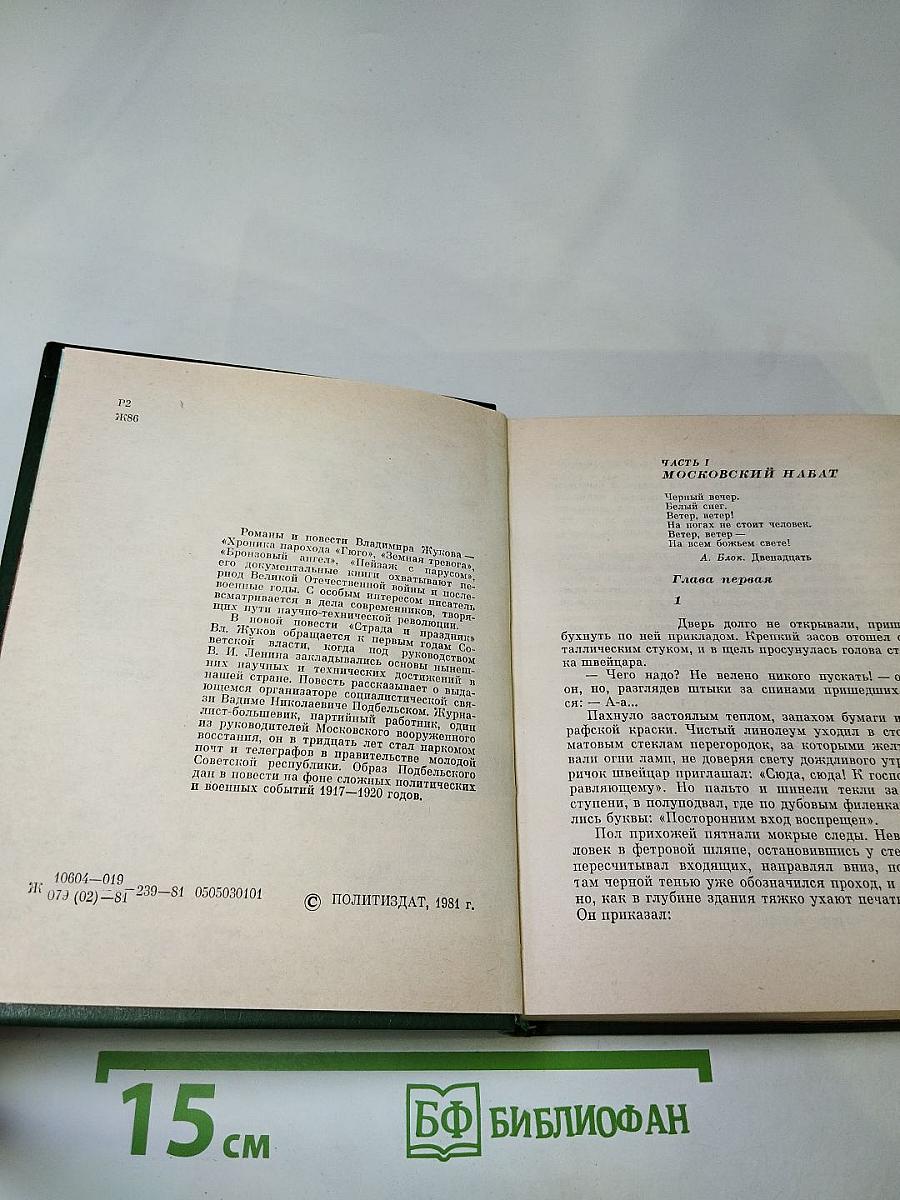 Р2
Ж86
Романы и повести Владимира Жукова —
«Хроника парохода «Гюго», «Земная тревога»,
«Бронзовый ангел», «Пейзаж с парусом»,
его документальные книги охватывают пе-
риод Великой Отечественной войны и после-
военные годы. С особым интересом писатель
всматривается в дела современников, творя-
щих пути научно-технической революции.
В новой повести «Страда и праздник»
Вл. Жуков обращается к первым годам Со-
ветской власти, когда под руководством
В. И. Ленина закладывались основы нынеш-
них научных и технических достижений в
нашей стране. Повесть рассказывает о выда-
ющемся организаторе социалистической свя-
зи Вадиме Николаевиче Подбельском. Журна-
лист-большевик, партийный работник, один
из руководителей Московского вооруженного
восстания, он в тридцать лет стал наркомом
почт и телеграфов в правительстве молодой
Советской республики. Образ Подбельского
дан в повести на фоне сложных политических
и военных событий 1917—1920 годов.
Ж 10604—019
079 (02)—81 —239—81 0505030101
© ПОЛИТИЗДАТ, 1981 г.
ЧАСТЬ I
МОСКОВСКИЙ НАБАТ
Черный вечер.
Белый снег.
Ветер, ветер!
На ногах не стоит человек.
Ветер, ветер —
На всем божьем свете!
А. Блок. Двенадцать
Глава первая
1
Дверь долго не открывали, приш
бухнуть по ней прикладом. Крепкий засов отошел с
таллическим стуком, и в щель просунулась голова ст
ка швейцара.
— Чего надо? Не велено никого пускать! — о
он, но, разглядев штыки за спинами пришедших
ся: — А-а...
Пахнуло застоялым теплом, запахом бумаги и
рафской краски. Чистый линолеум уходил в сто
матовым стеклам перегородок, за которыми желт
вали огни ламп, не доверяя свету дождливого утр
ричок швейцар приглашал: «Сюда, сюда! К госпо
равляющему». Но пальто и шинели текли за
ступени, в полуподвал, где по дубовым филенка
лись буквы: «Посторонним вход воспрещен».
Пол прихожей пятнали мокрые следы. Нев
ловек в фетровой шляпе, остановившись у сте
пересчитывал входящих, направлял вниз, по
там черной тенью уже обозначился проход, и
но, как в глубине здания тяжко ухают печат
Он приказал:
15 см
БФ БИБЛИОФАН